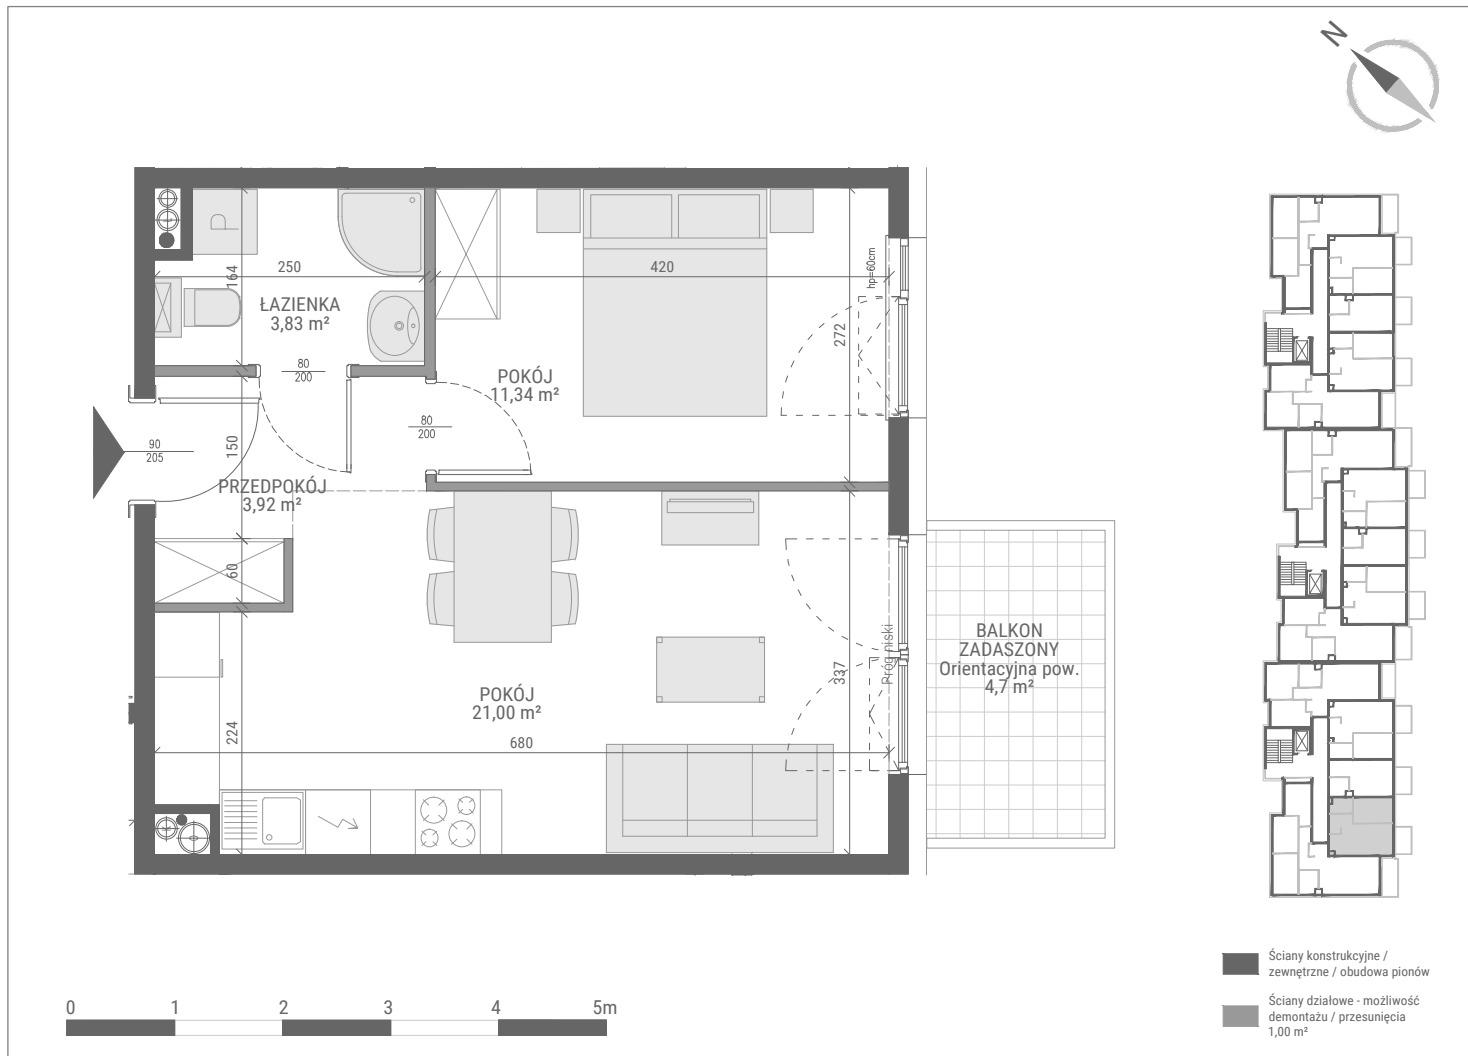 N
P
250
164
ŁAZIENKA
3,83 m²
420
hp=60cm
272
80
200
POKÓJ
11,34 m²
80
200
90
205
150
PRZEDPOKÓJ
3,92 m²
60
BALKON
ZADASZONY
Orientacyjna pow.
4,7 m²
Próg niski
337
POKÓJ
21,00 m²
224
680
Ściany konstrukcyjne /
zewnętrzne / obudowa pionów
Ściany działowe - możliwość
demontażu / przesunięcia
1,00 m²
0 1 2 3 4 5m